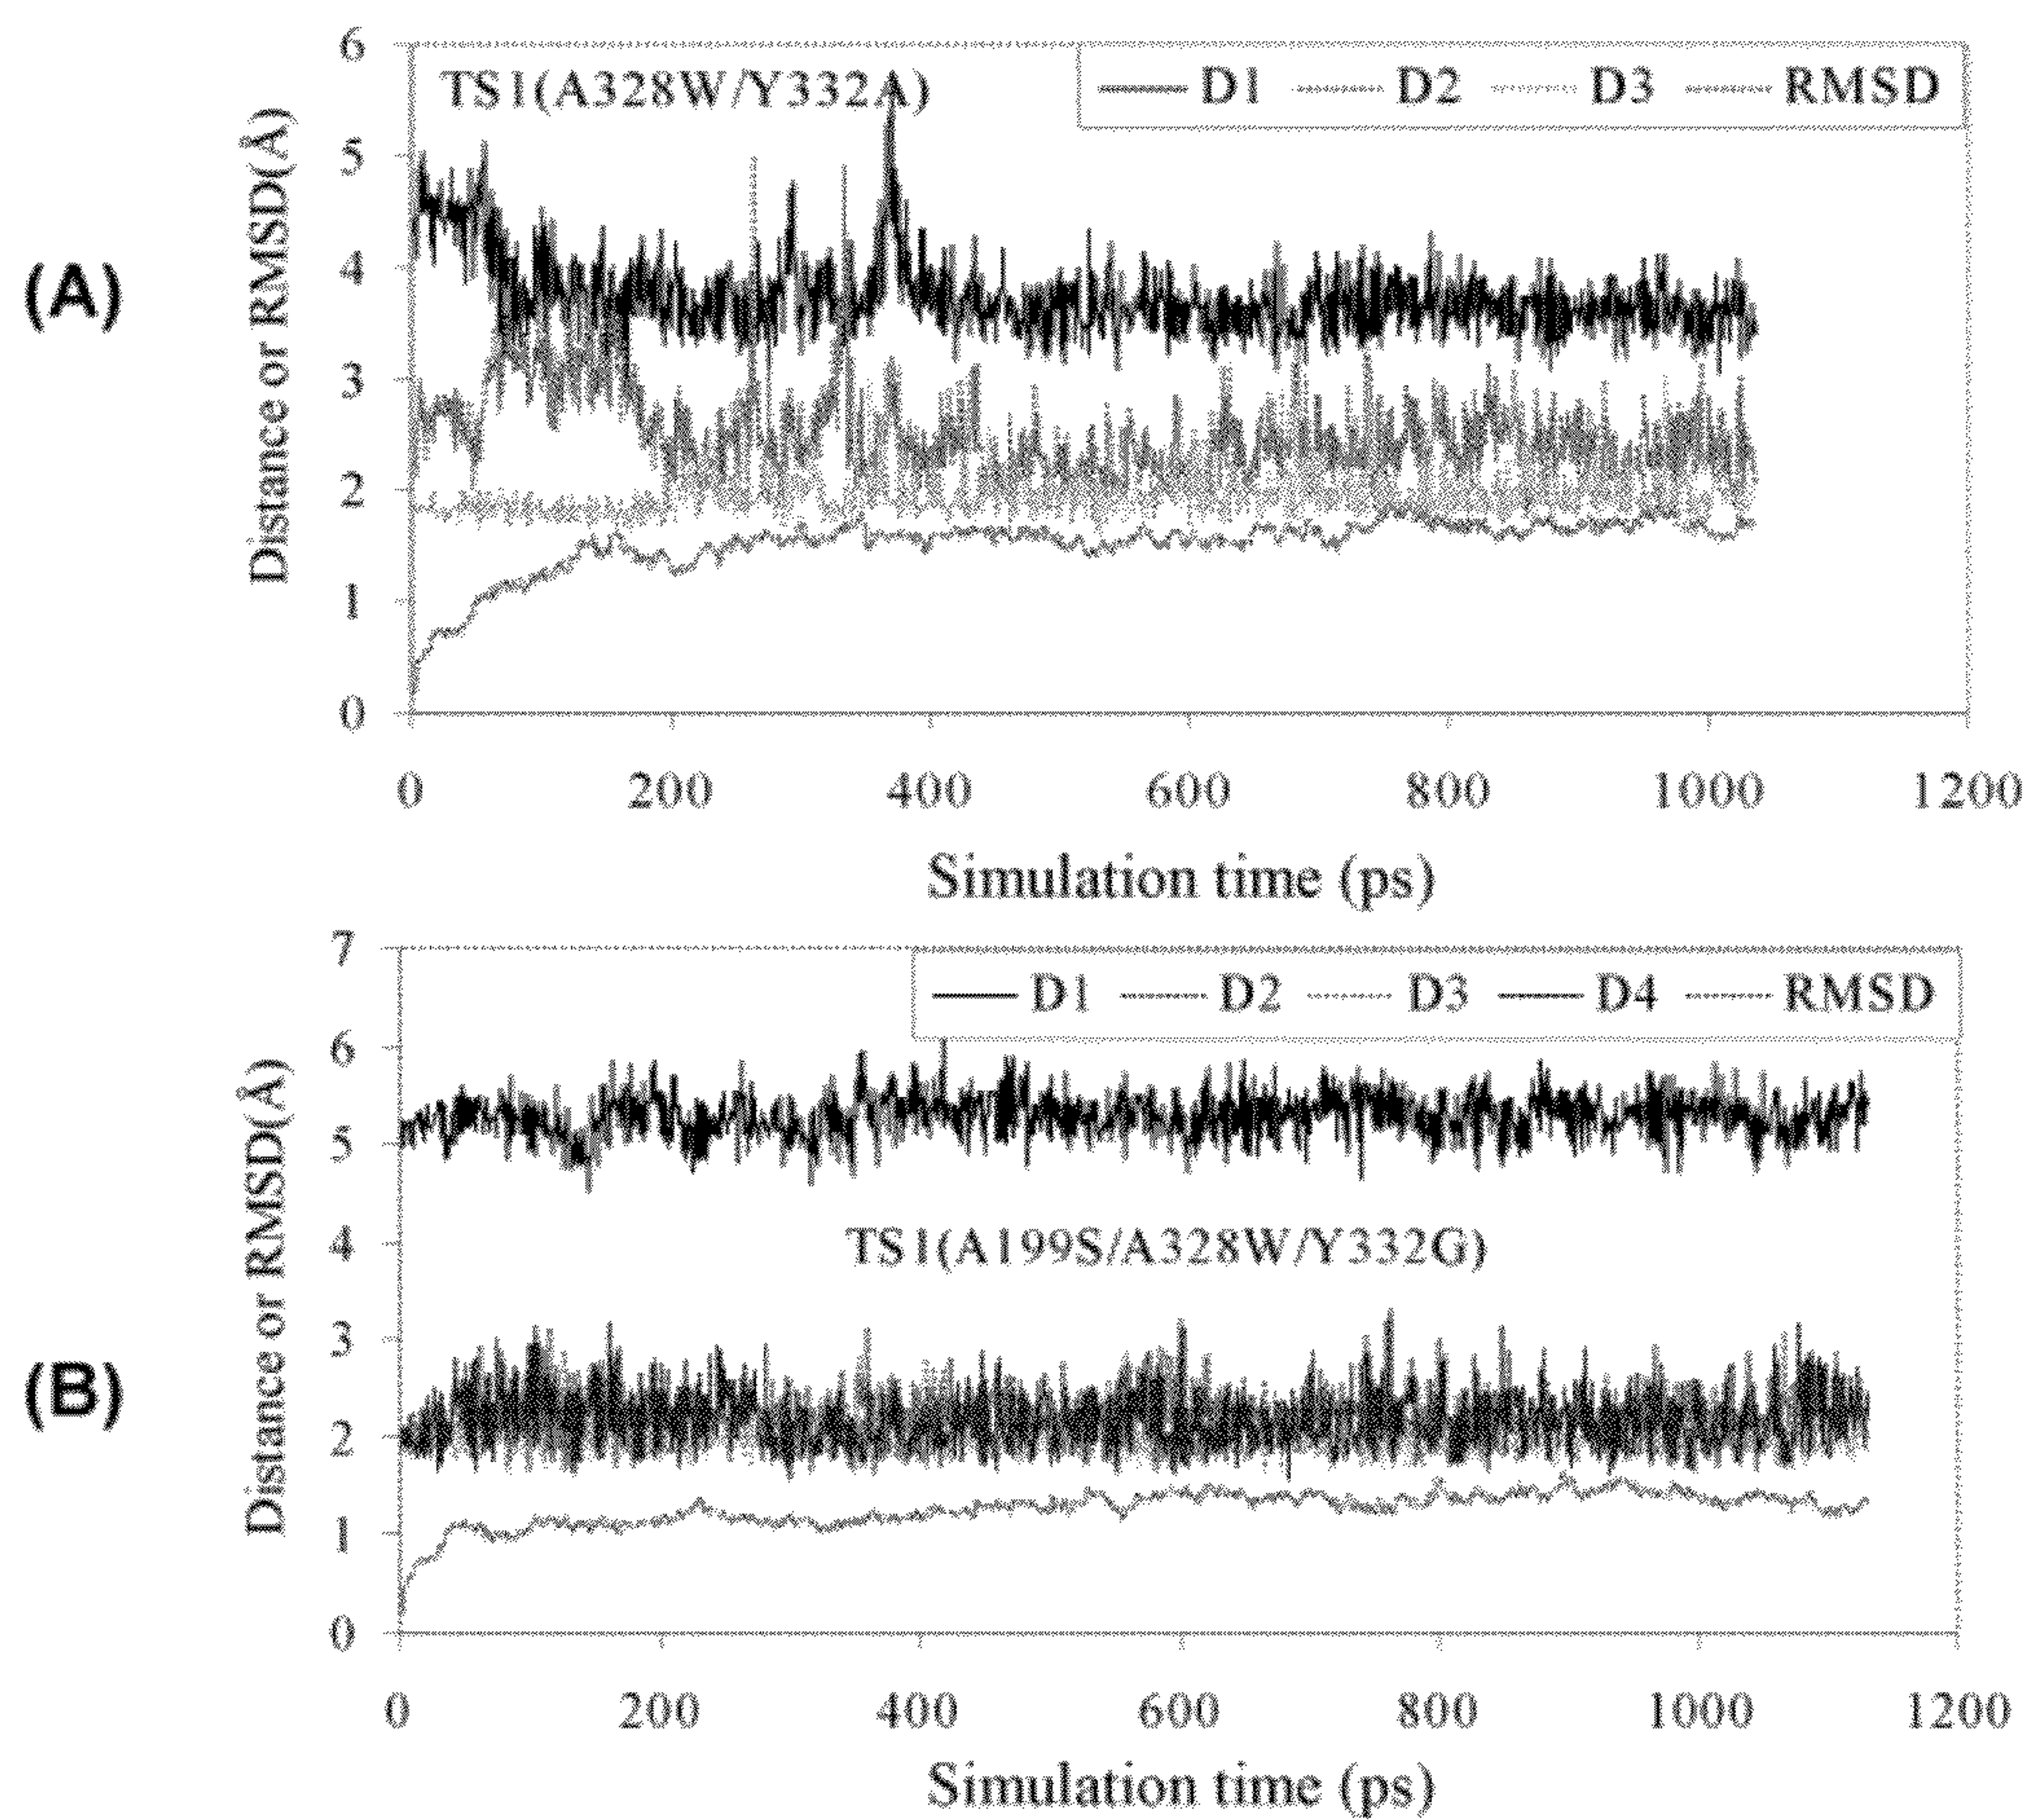 (A)
Distance or RMSD(Å)
6
5
4
3
2
1
0
TS1(A328W/Y332A)
D1 D2 D3 RMSD
0 200 400 600 800 1000 1200
Simulation time (ps)
(B)
Distance or RMSD(Å)
7
6
5
4
3
2
1
0
D1 D2 D3 D4 RMSD
TS1(A199S/A328W/Y332G)
0 200 400 600 800 1000 1200
Simulation time (ps)